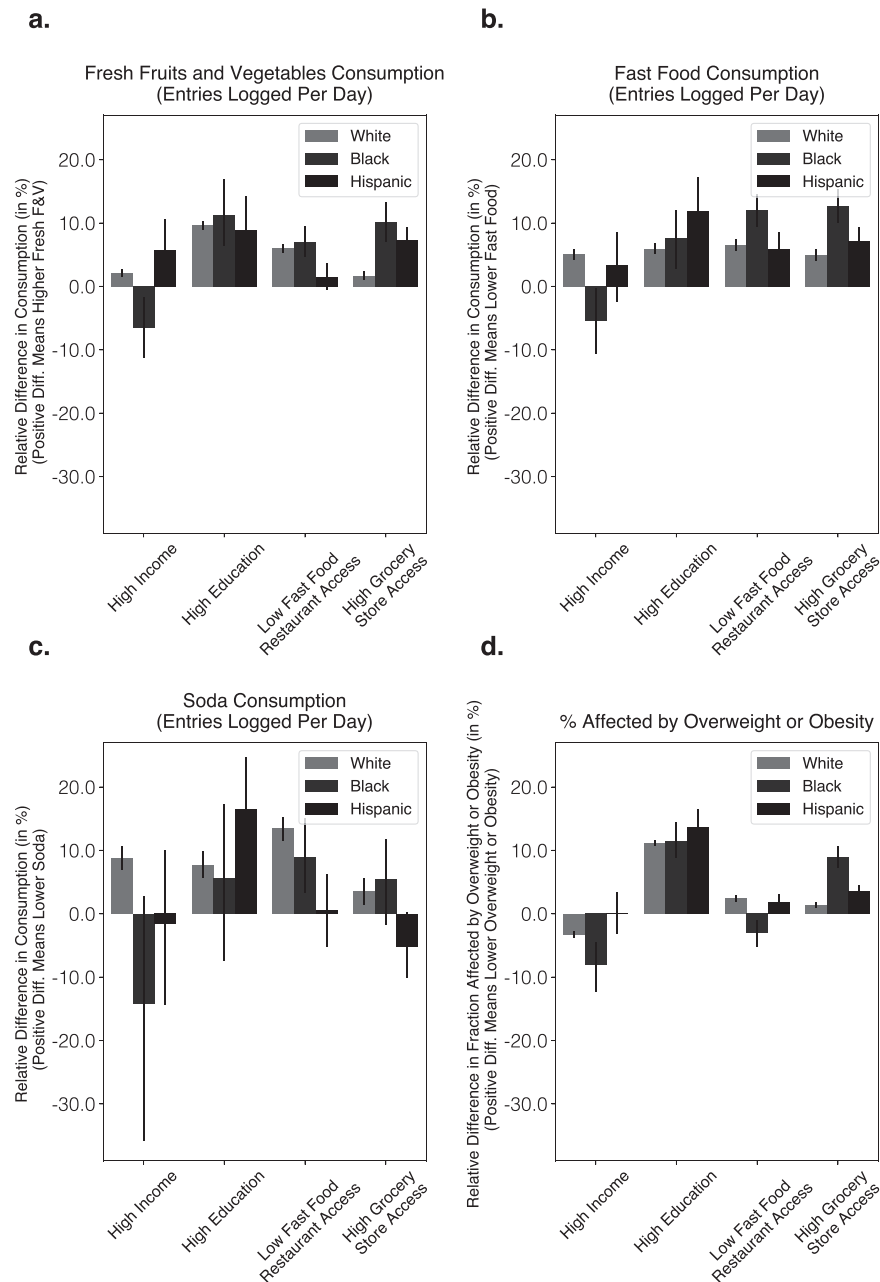 a.
Fresh Fruits and Vegetables Consumption
(Entries Logged Per Day)
Relative Difference in Consumption (in %)
(Positive Diff. Means Higher Fresh F&V)
20.0
10.0
0.0
-10.0
-20.0
-30.0
White
Black
Hispanic
High Income
High Education
Low Fast Food
Restaurant Access
High Grocery
Store Access
b.
Fast Food Consumption
(Entries Logged Per Day)
Relative Difference in Consumption (in %)
(Positive Diff. Means Lower Fast Food)
20.0
10.0
0.0
-10.0
-20.0
-30.0
White
Black
Hispanic
High Income
High Education
Low Fast Food
Restaurant Access
High Grocery
Store Access
c.
Soda Consumption
(Entries Logged Per Day)
Relative Difference in Consumption (in %)
(Positive Diff. Means Lower Soda)
20.0
10.0
0.0
-10.0
-20.0
-30.0
White
Black
Hispanic
High Income
High Education
Low Fast Food
Restaurant Access
High Grocery
Store Access
d.
% Affected by Overweight or Obesity
Relative Difference in Fraction Affected by Overweight or Obesity (in %)
(Positive Diff. Means Lower Overweight or Obesity)
20.0
10.0
0.0
-10.0
-20.0
-30.0
White
Black
Hispanic
High Income
High Education
Low Fast Food
Restaurant Access
High Grocery
Store Access